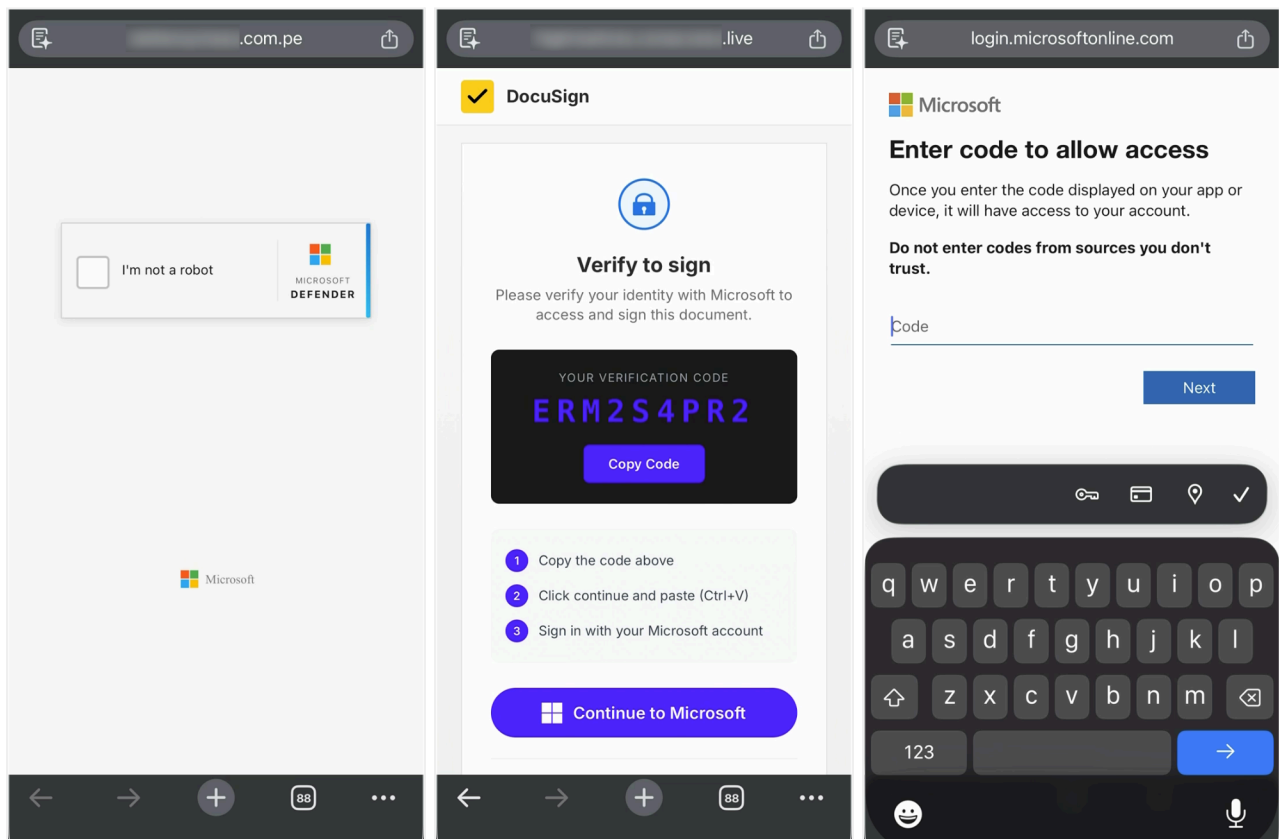 .com.pe
I'm not a robot
MICROSOFT
DEFENDER
Microsoft
.live
DocuSign
Verify to sign
Please verify your identity with Microsoft to
access and sign this document.
YOUR VERIFICATION CODE
ERM2S4PR2
Copy Code
1 Copy the code above
2 Click continue and paste (Ctrl+V)
3 Sign in with your Microsoft account
Continue to Microsoft
login.microsoftonline.com
Microsoft
Enter code to allow access
Once you enter the code displayed on your app or
device, it will have access to your account.
Do not enter codes from sources you don't
trust.
Code
Next
q w e r t y u i o p
a s d f g h j k l
z x c v b n m
123
88
88